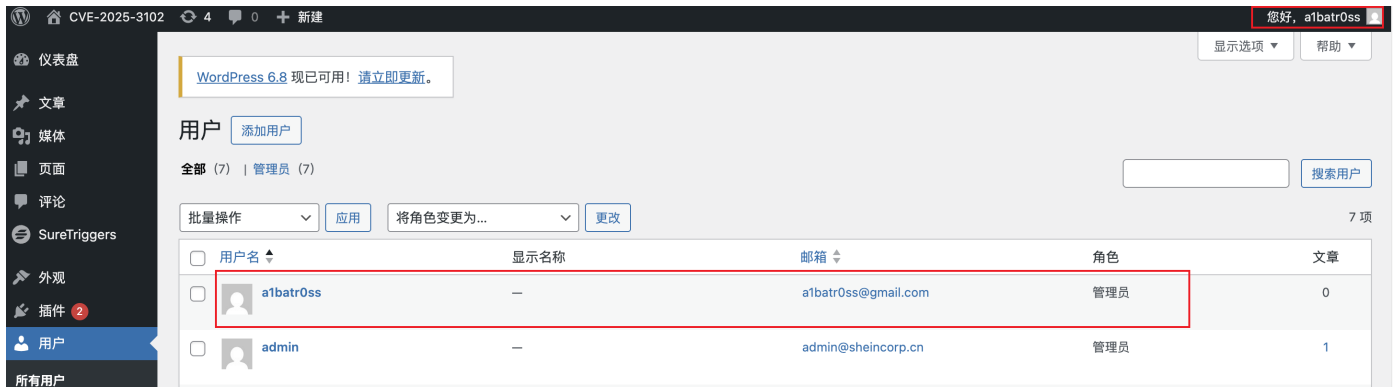 CVE-2025-3102 4 0 新建 您好，a1batr0ss
显示选项 帮助
仪表盘
WordPress 6.8 现已可用！请立即更新。
文章
用户 添加用户
媒体
页面
全部 (7) | 管理员 (7) 搜索用户
评论
批量操作 应用 将角色变更为... 更改 7 项
SureTriggers
用户名 显示名称 邮箱 角色 文章
外观
a1batr0ss — a1batr0ss@gmail.com 管理员 0
插件 2
用户
admin — admin@sheincorp.cn 管理员 1
所有用户